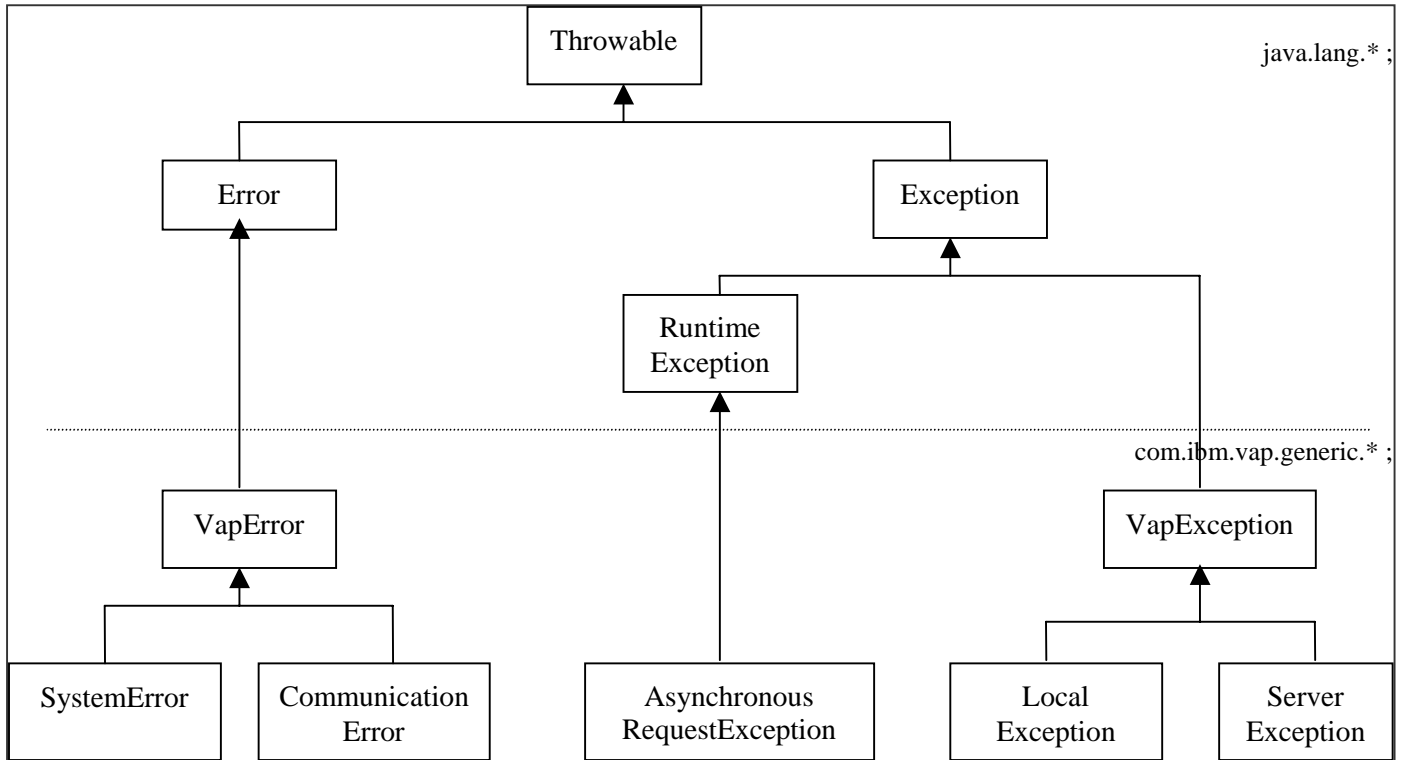 Throwable
java.lang.* ;
Error
Exception
Runtime
Exception
com.ibm.vap.generic.* ;
VapError
VapException
SystemError
Communication
Error
Asynchronous
RequestException
Local
Exception
Server
Exception